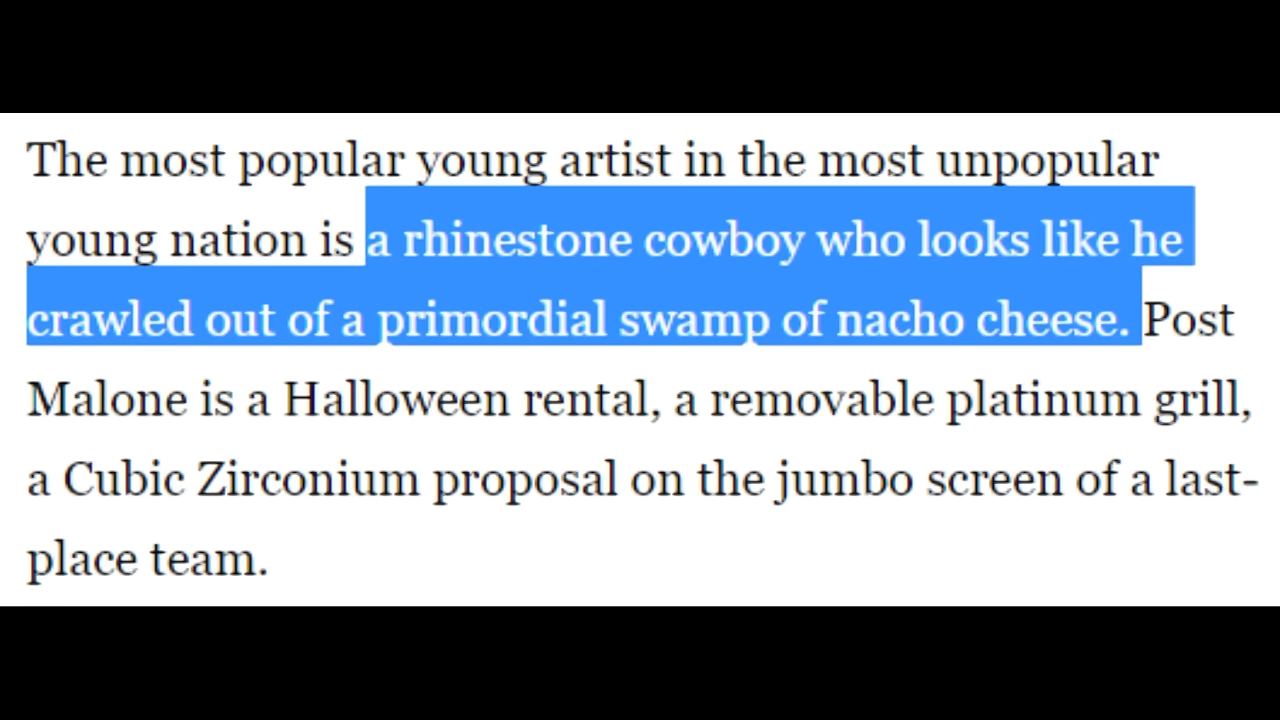 The most popular young artist in the most unpopular
young nation is a rhinestone cowboy who looks like he
crawled out of a primordial swamp of nacho cheese. Post
Malone is a Halloween rental, a removable platinum grill,
a Cubic Zirconium proposal on the jumbo screen of a last-
place team.